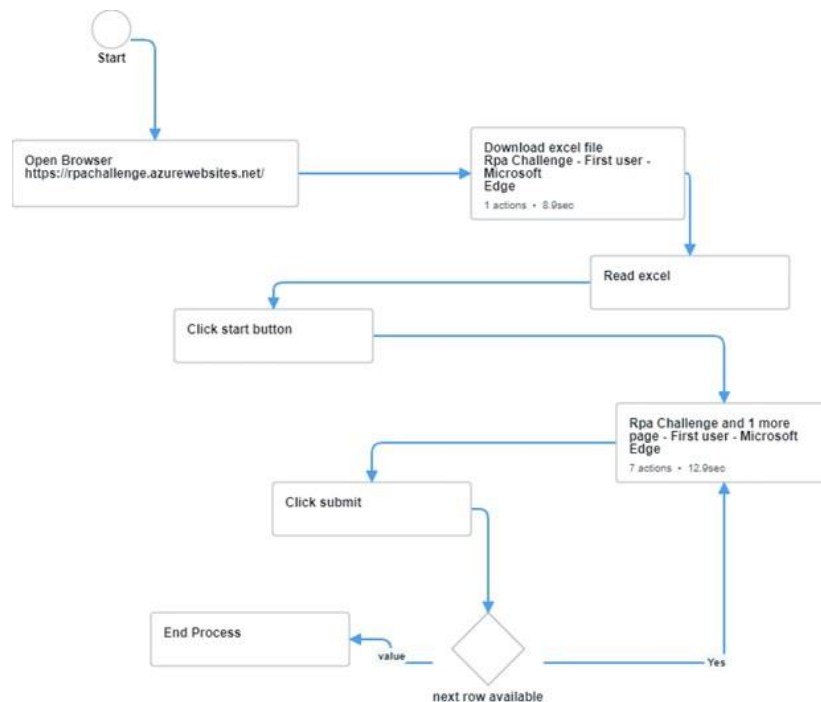 Start
Open Browser
https://rpachallenge.azurewebsites.net/
Download excel file
Rpa Challenge - First user -
Microsoft
Edge
1 actions • 8.9sec
Read excel
Click start button
Rpa Challenge and 1 more
page - First user - Microsoft
Edge
7 actions • 12.9sec
Click submit
End Process
value
Yes
next row available